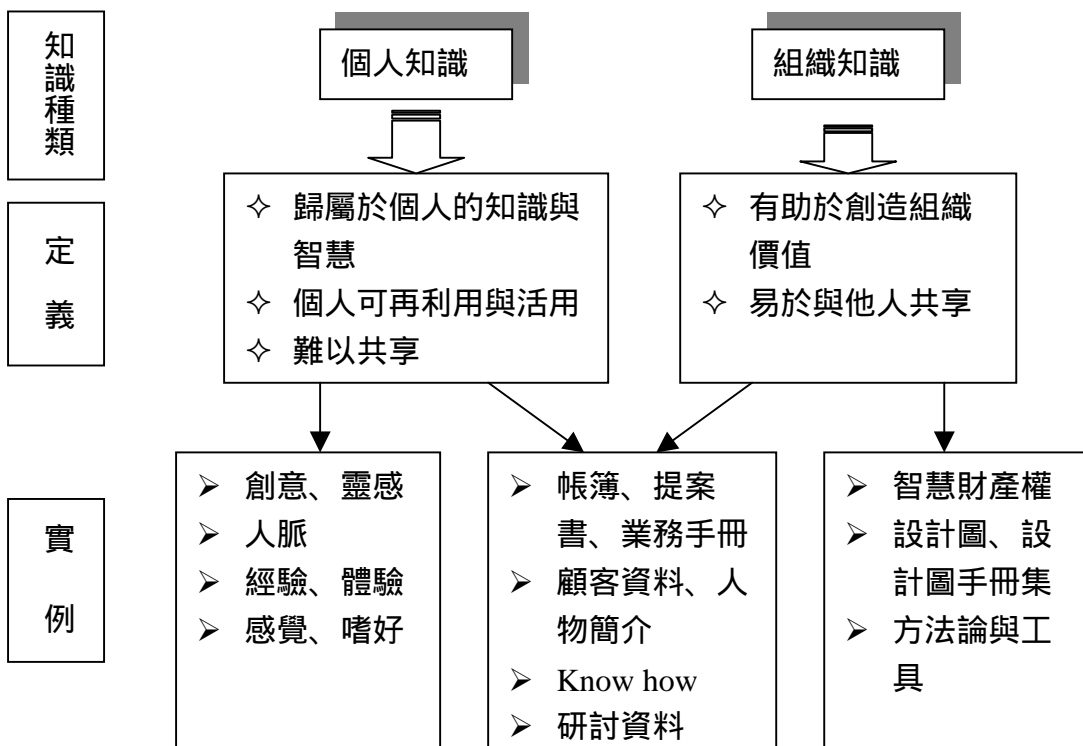 知識種類
個人知識
組織知識
定義
✧ 歸屬於個人的知識與
智慧
✧ 個人可再利用與活用
✧ 難以共享
✧ 有助於創造組織
價值
✧ 易於與他人共享
實例
➢ 創意、靈感
➢ 人脈
➢ 經驗、體驗
➢ 感覺、嗜好
➢ 帳簿、提案
書、業務手冊
➢ 顧客資料、人
物簡介
➢ Know how
➢ 研討資料
➢ 智慧財產權
➢ 設計圖、設
計圖手冊集
➢ 方法論與工
具